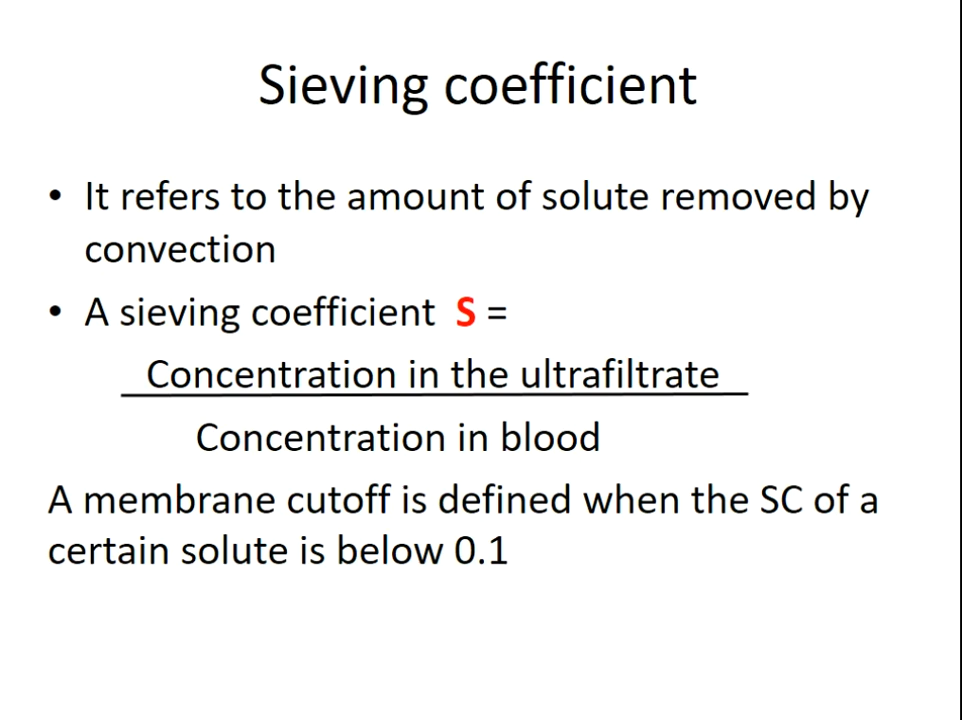 Sieving coefficient
• It refers to the amount of solute removed by
convection
• A sieving coefficient S =
Concentration in the ultrafiltrate
Concentration in blood
A membrane cutoff is defined when the SC of a
certain solute is below 0.1